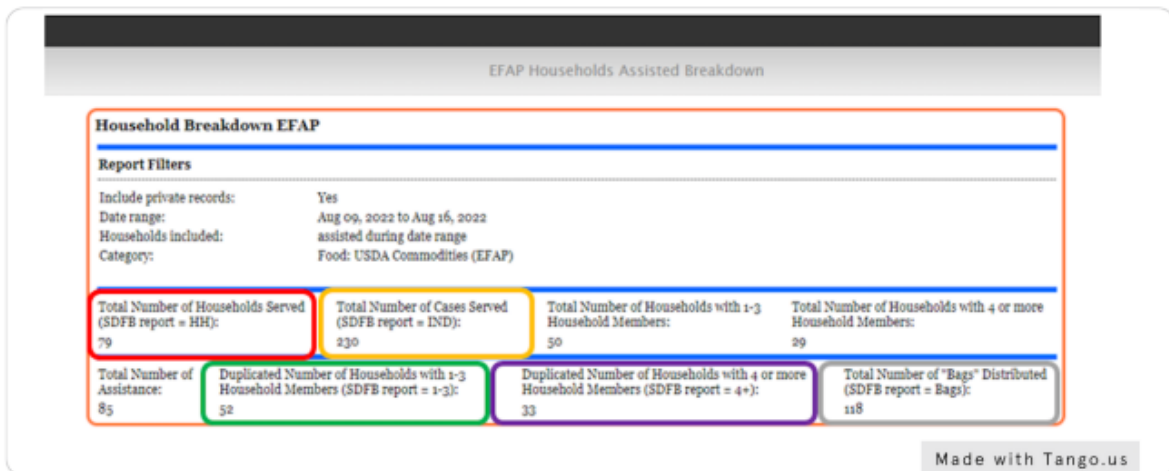 EFAP Households Assisted Breakdown
Household Breakdown EFAP
Report Filters
Include private records: Yes
Date range: Aug 09, 2022 to Aug 16, 2022
Households included: assisted during date range
Category: Food: USDA Commodities (EFAP)
Total Number of Households Served
(SDFB report = HH):
79
Total Number of Cases Served
(SDFB report = IND):
230
Total Number of Households with 1-3
Household Members:
50
Total Number of Households with 4 or more
Household Members:
29
Total Number of
Assistance:
85
Duplicated Number of Households with 1-3
Household Members (SDFB report = 1-3):
52
Duplicated Number of Households with 4 or more
Household Members (SDFB report = 4+):
33
Total Number of "Bags" Distributed
(SDFB report = Bags):
118
Made with Tango.us